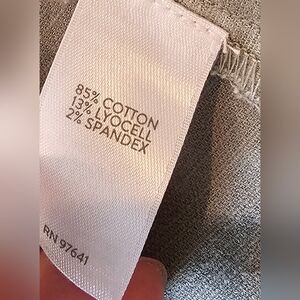 85% COTTON
13% LYOCELL
2% SPANDEX
RN 97641